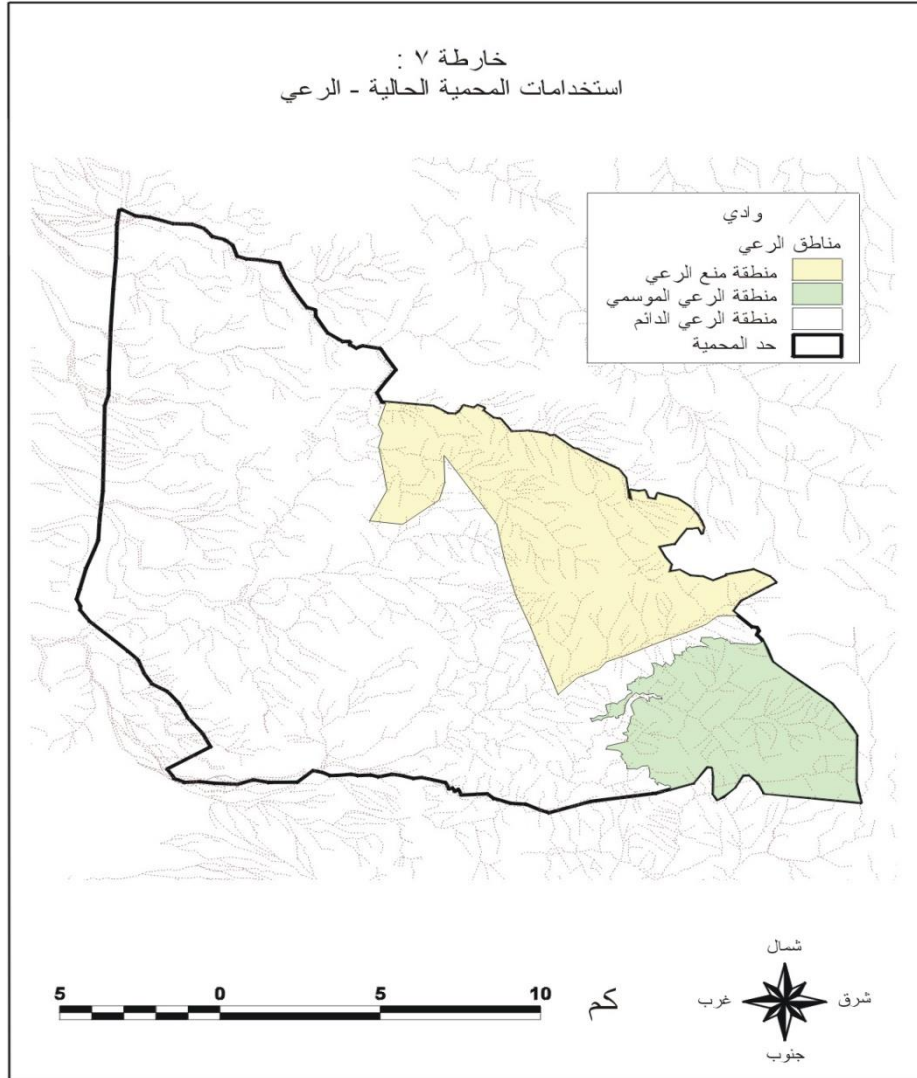 خارطة ٧ :
استخدامات المحمية الحالية - الرعي
وادي
مناطق الرعي
منطقة منع الرعي
منطقة الرعي الموسمي
منطقة الرعي الدائم
حد المحمية
5 0 5 10 كم
شمال
غرب شرق
جنوب